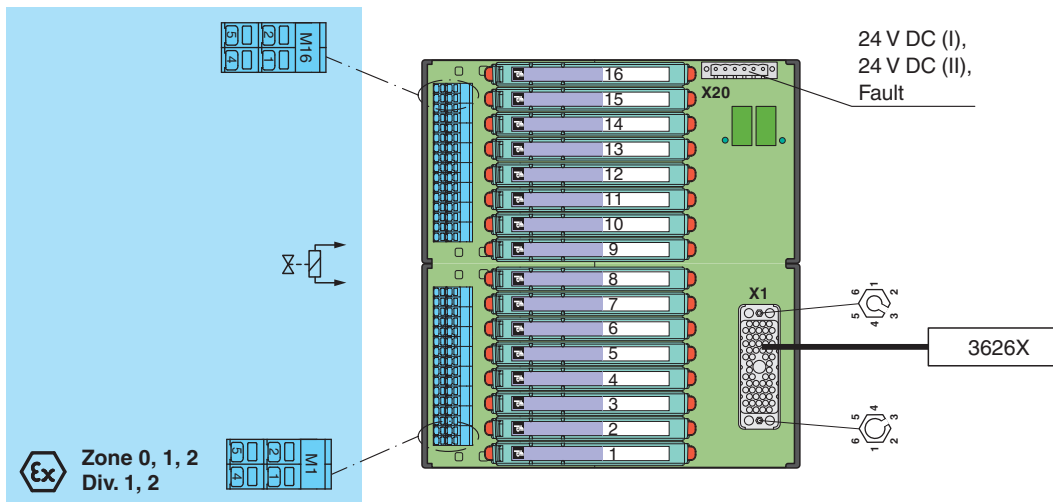 5 2 M16
4 1
24 V DC (I),
24 V DC (II),
Fault
X20
16
15
14
13
12
11
10
9
8
7
6
5
4
3
2
1
X1
6 1 2
5 4 3
3626X
5 4 3
6 1 2
5 2 M1
4 1
Ex
Zone 0, 1, 2
Div. 1, 2